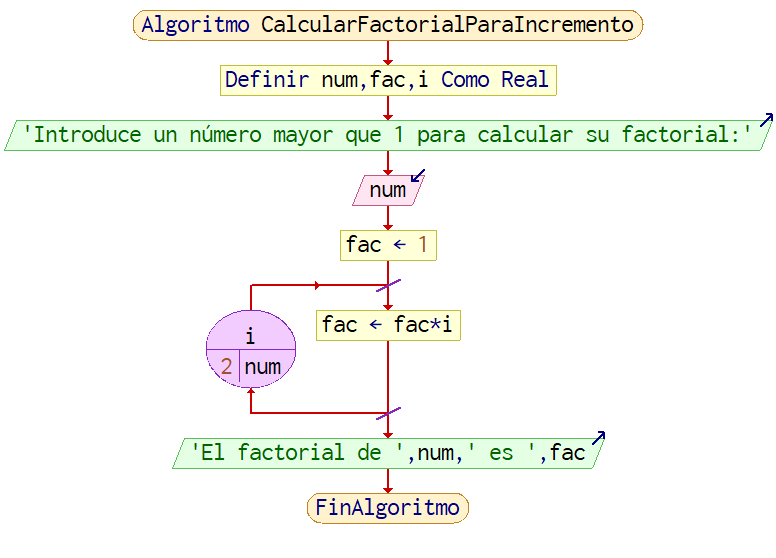 Algoritmo CalcularFactorialParaIncremento
Definir num,fac,i Como Real
'Introduce un número mayor que 1 para calcular su factorial:'
num
fac ← 1
i
2 num
fac ← fac*i
'El factorial de ',num,' es ',fac
FinAlgoritmo